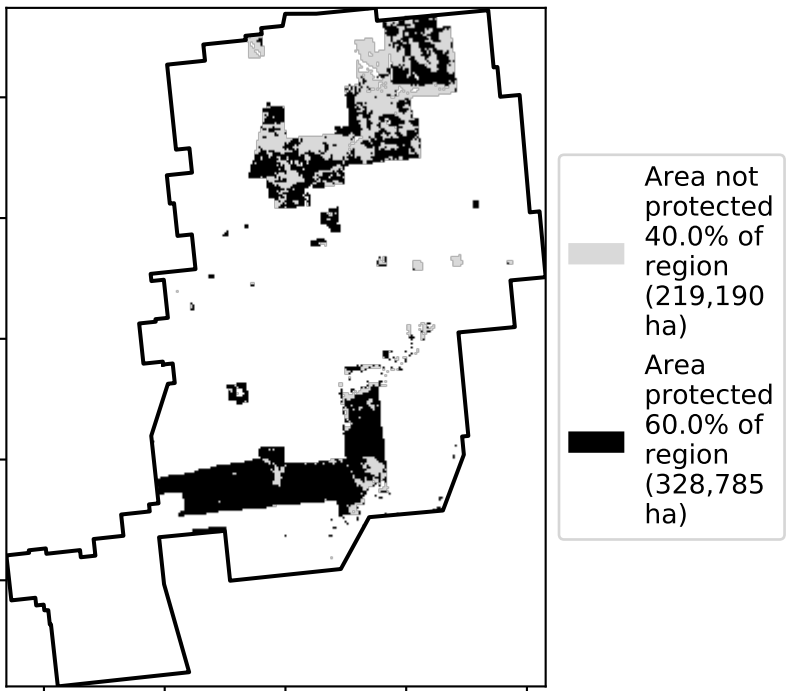 Area not
protected
40.0% of
region
(219,190
ha)
Area
protected
60.0% of
region
(328,785
ha)